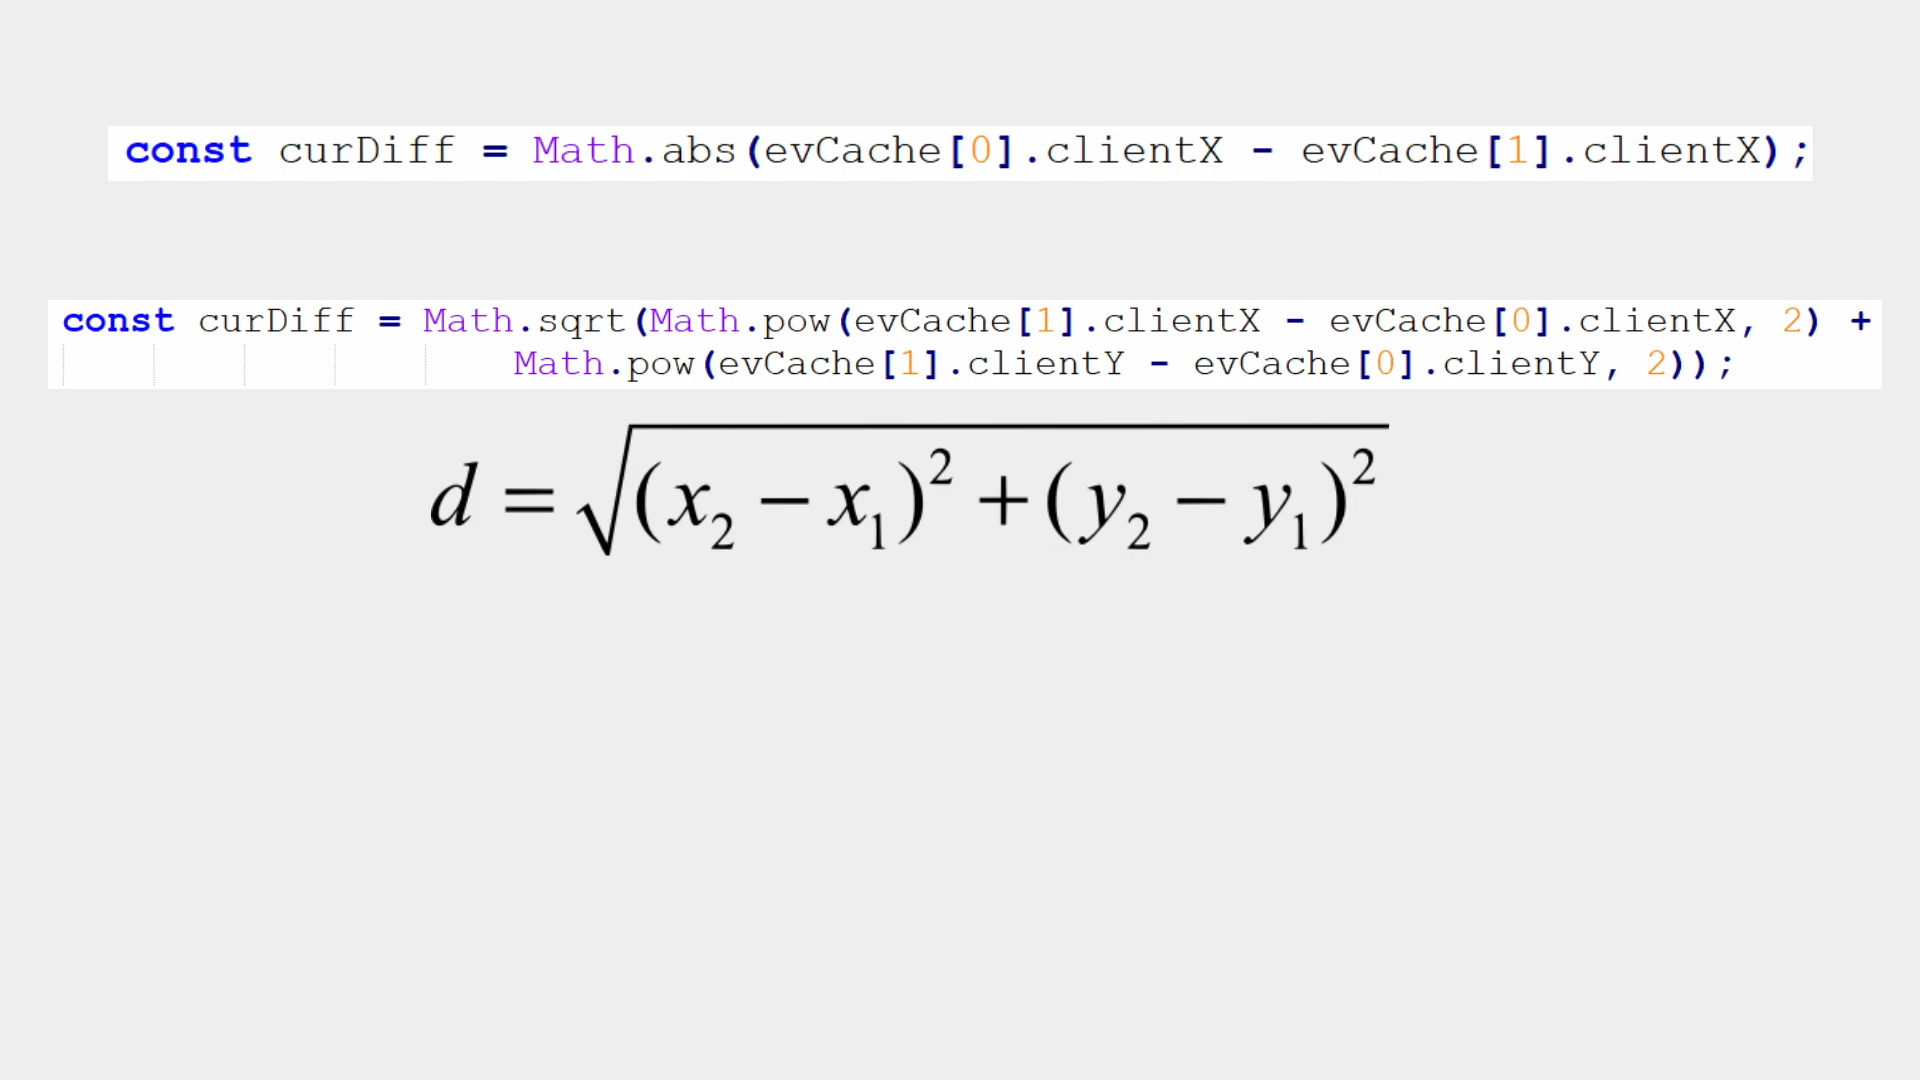 const curDiff = Math.abs(evCache[0].clientX - evCache[1].clientX);
const curDiff = Math.sqrt(Math.pow(evCache[1].clientX - evCache[0].clientX, 2) +
Math.pow(evCache[1].clientY - evCache[0].clientY, 2));
d = √(x₂ − x₁)² + (y₂ − y₁)²